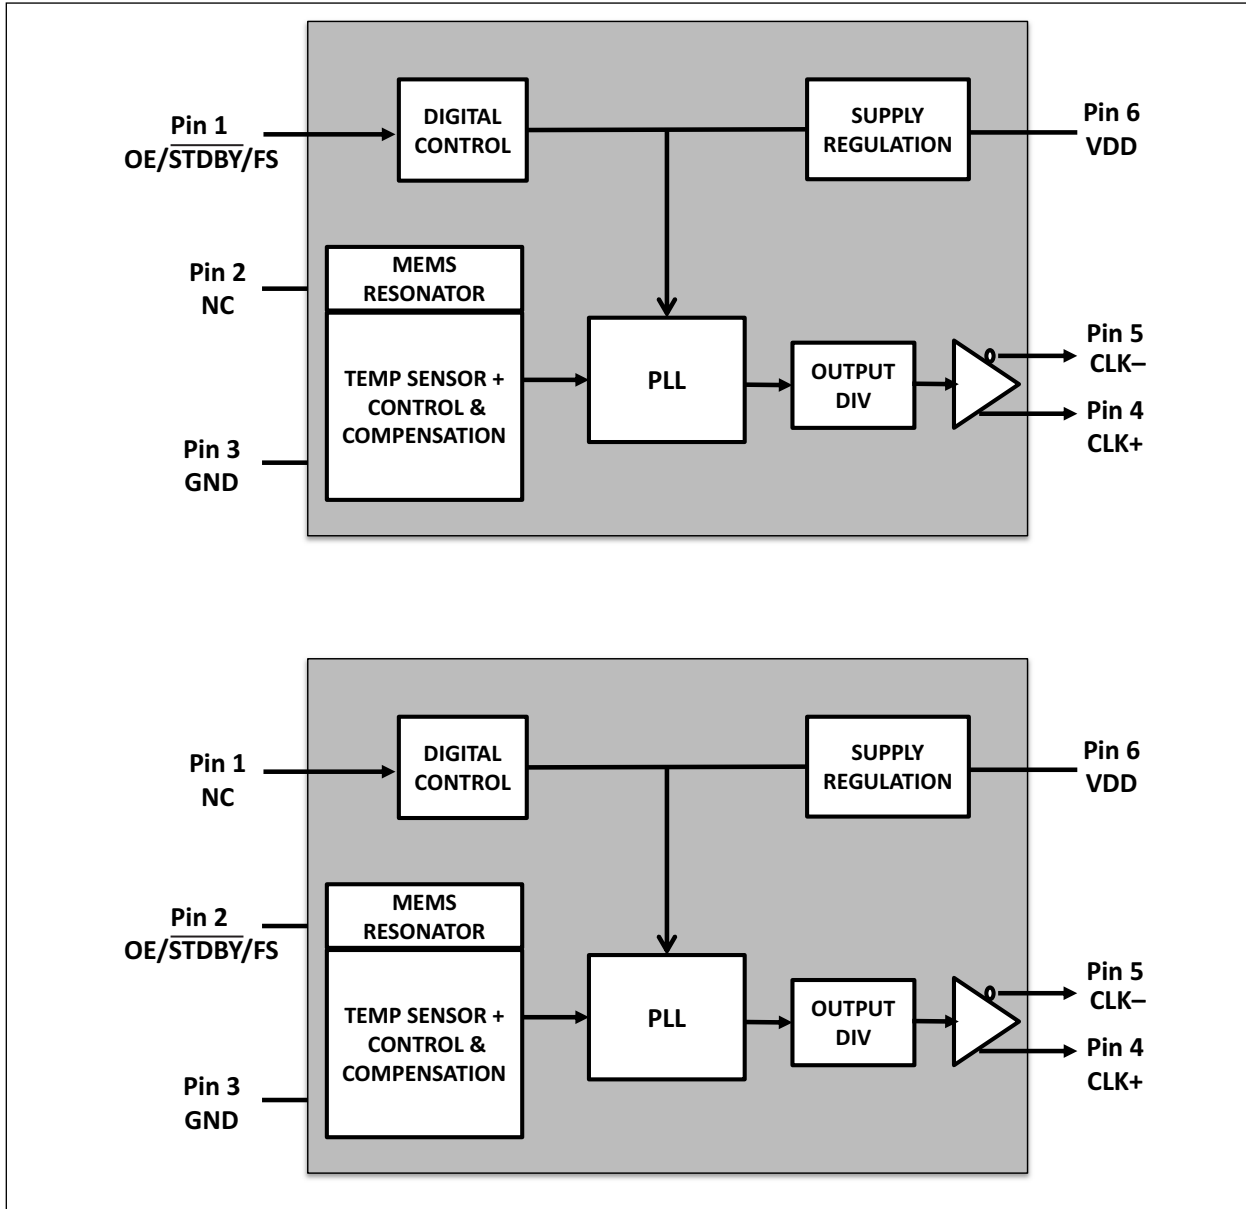 Pin 1
OE/STDBY/FS
DIGITAL
CONTROL
SUPPLY
REGULATION
Pin 6
VDD
Pin 2
NC
MEMS
RESONATOR
TEMP SENSOR +
CONTROL &
COMPENSATION
PLL
OUTPUT
DIV
Pin 5
CLK–
Pin 4
CLK+
Pin 3
GND
Pin 1
NC
DIGITAL
CONTROL
SUPPLY
REGULATION
Pin 6
VDD
Pin 2
OE/STDBY/FS
MEMS
RESONATOR
TEMP SENSOR +
CONTROL &
COMPENSATION
PLL
OUTPUT
DIV
Pin 5
CLK–
Pin 4
CLK+
Pin 3
GND